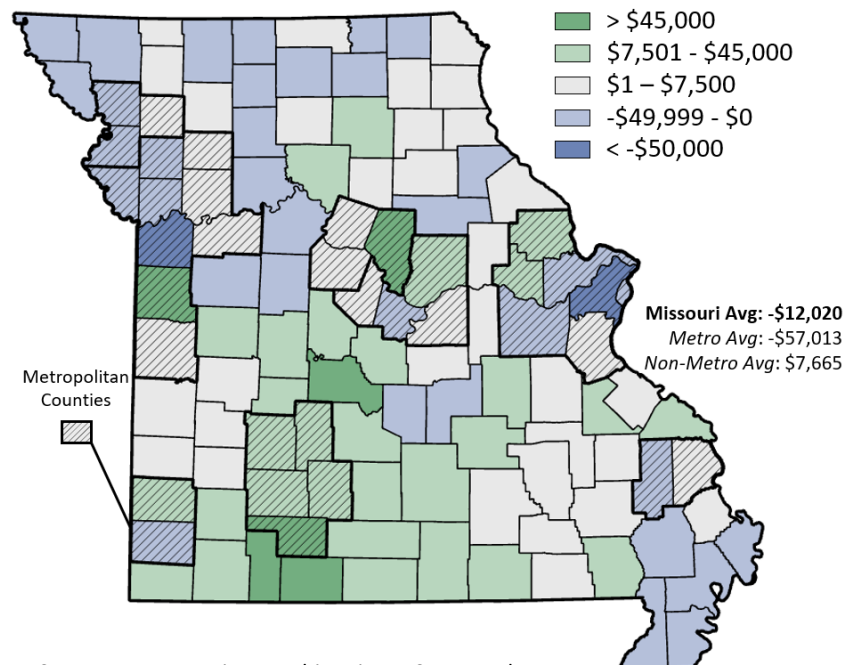 > $45,000
$7,501 - $45,000
$1 – $7,500
-$49,999 - $0
< -$50,000
Missouri Avg: -$12,020
Metro Avg: -$57,013
Non-Metro Avg: $7,665
Metropolitan
Counties